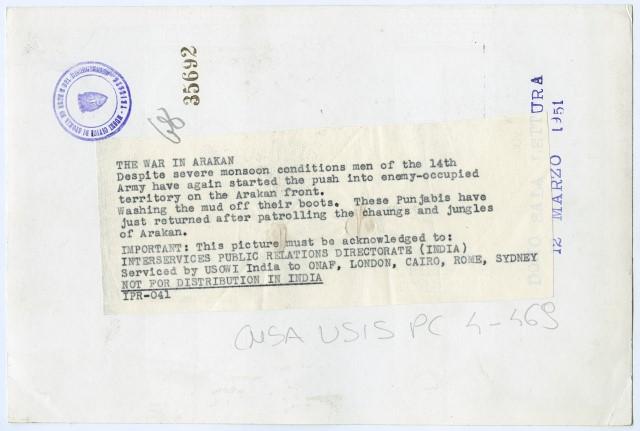 35692
68
THE WAR IN ARAKAN
Despite severe monsoon conditions men of the 14th
Army have again started the push into enemy-occupied
territory on the Arakan front.
Washing the mud off their boots.  These Punjabis have
just returned after patrolling the chaungs and jungles
of Arakan.
IMPORTANT: This picture must be acknowledged to:
INTERSERVICES PUBLIC RELATIONS DIRECTORATE (INDIA)
Serviced by USOWI India to ONAF, LONDON, CAIRO, ROME, SYDNEY
NOT FOR DISTRIBUTION IN INDIA
IPR-041
DONO SALA LETTURA
12 MARZO 1951
CMSA USIS PC 4-469